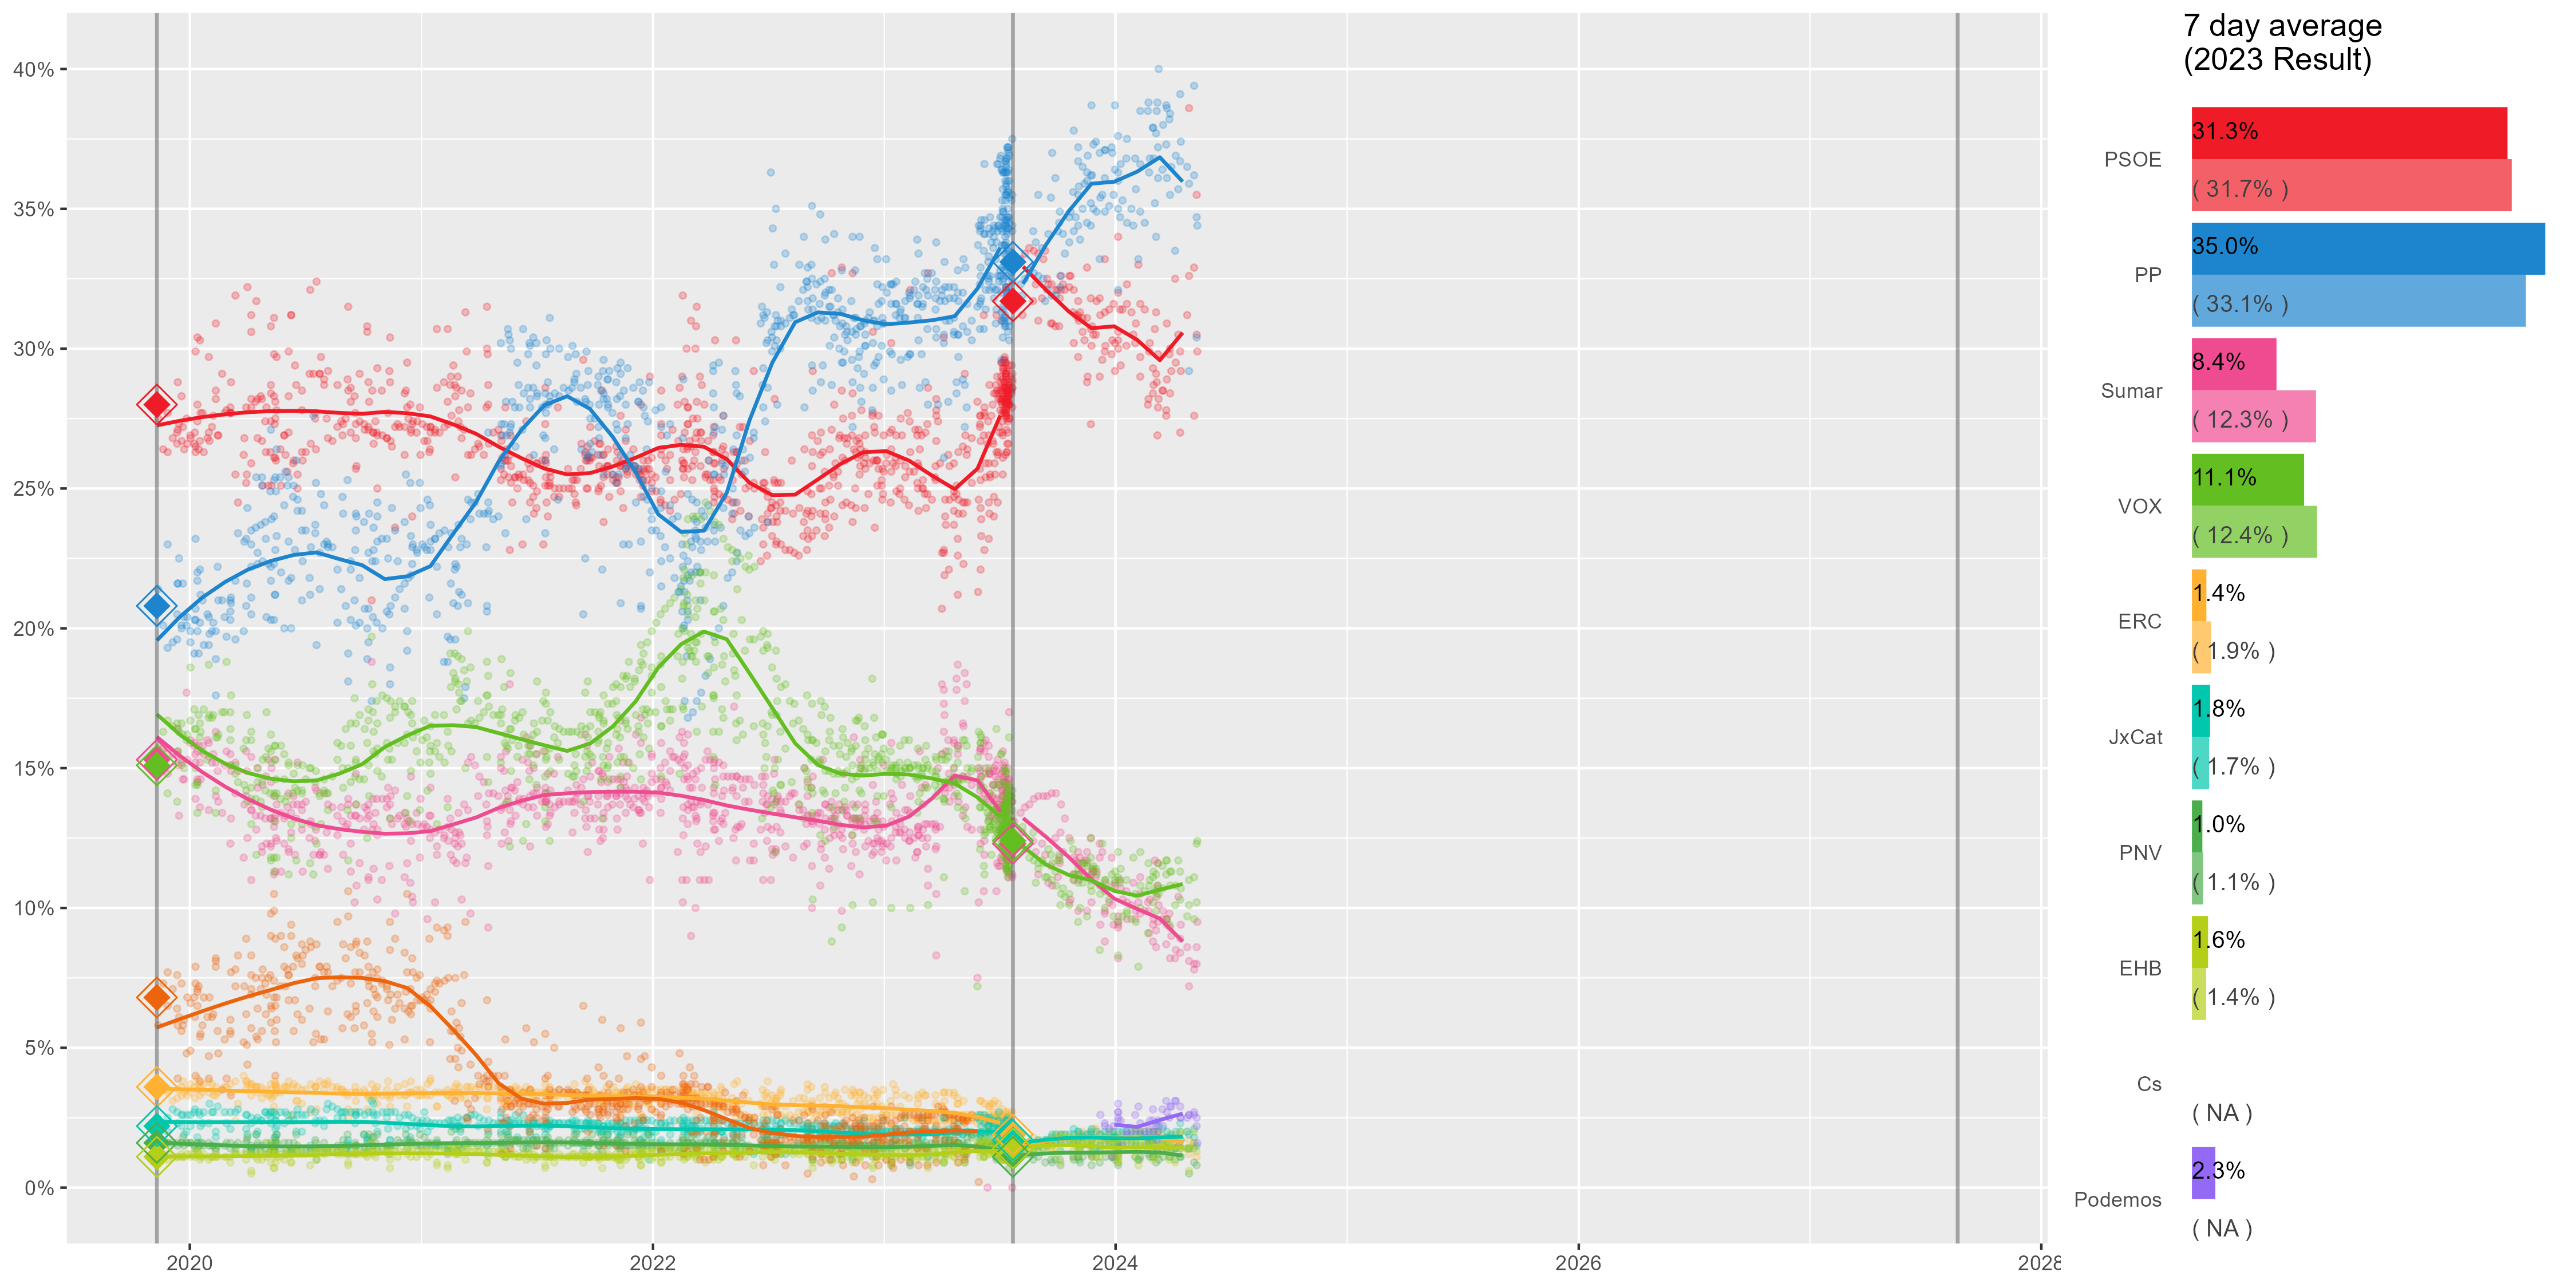 7 day average
(2023 Result)
40%
35%
30%
25%
20%
15%
10%
5%
0%
2020
2022
2024
2026
2028
PSOE
31.3%
( 31.7% )
PP
35.0%
( 33.1% )
Sumar
8.4%
( 12.3% )
VOX
11.1%
( 12.4% )
ERC
1.4%
( 1.9% )
JxCat
1.8%
( 1.7% )
PNV
1.0%
( 1.1% )
EHB
1.6%
( 1.4% )
Cs
( NA )
Podemos
2.3%
( NA )